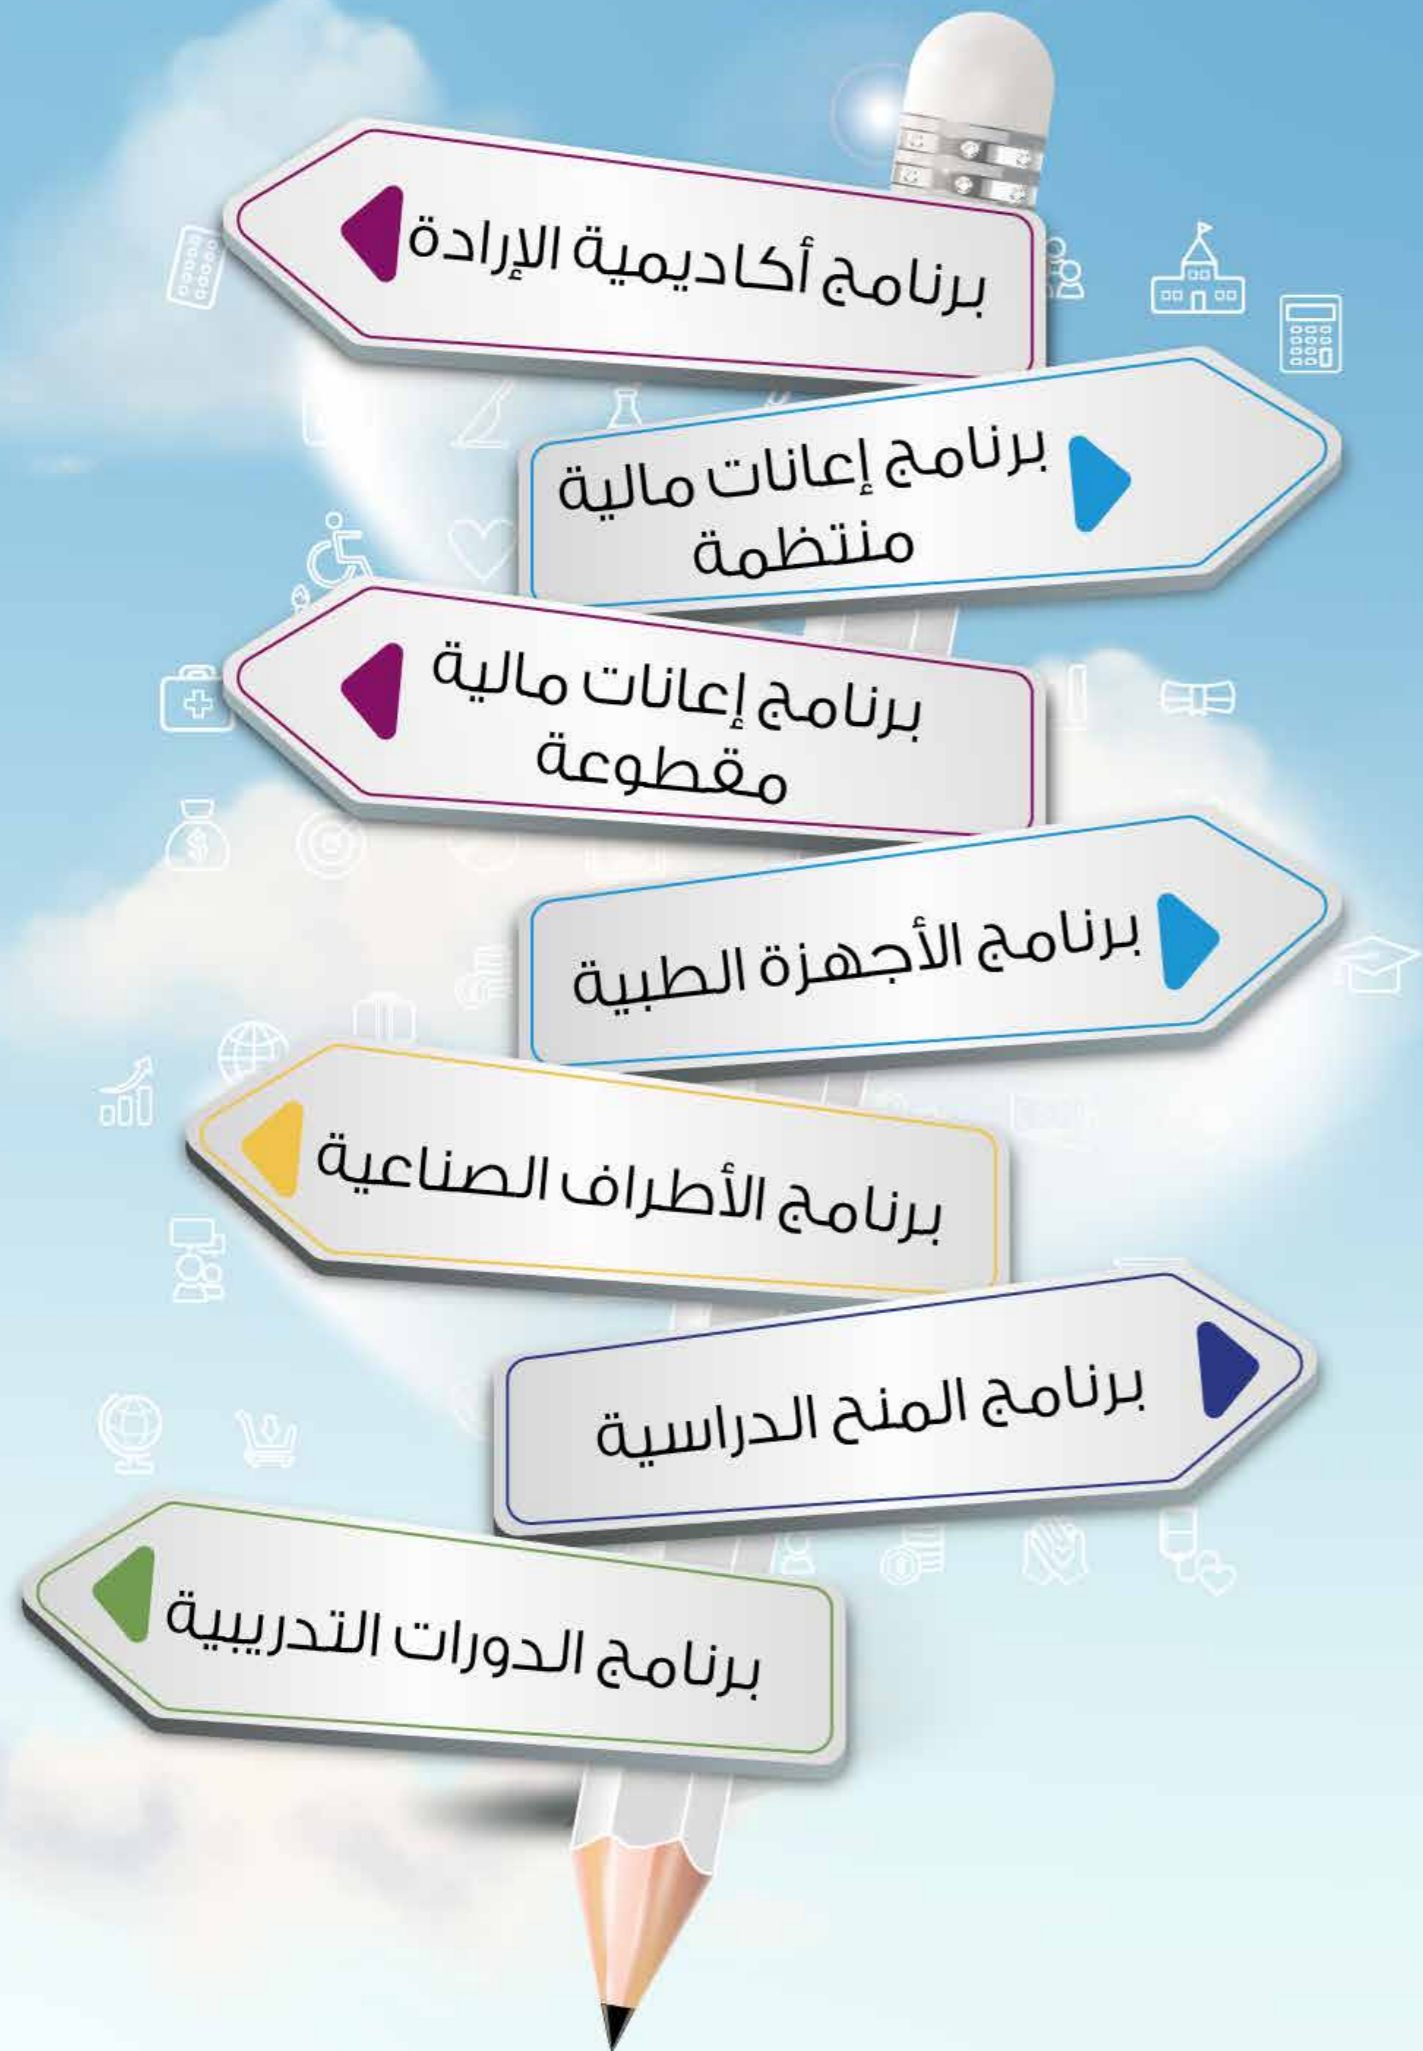 برنامج أكاديمية الإرادة
برنامج إعانات مالية
منتظمة
برنامج إعانات مالية
مقطوعة
برنامج الأجهزة الطبية
برنامج الأطراف الصناعية
برنامج المنح الدراسية
برنامج الدورات التدريبية